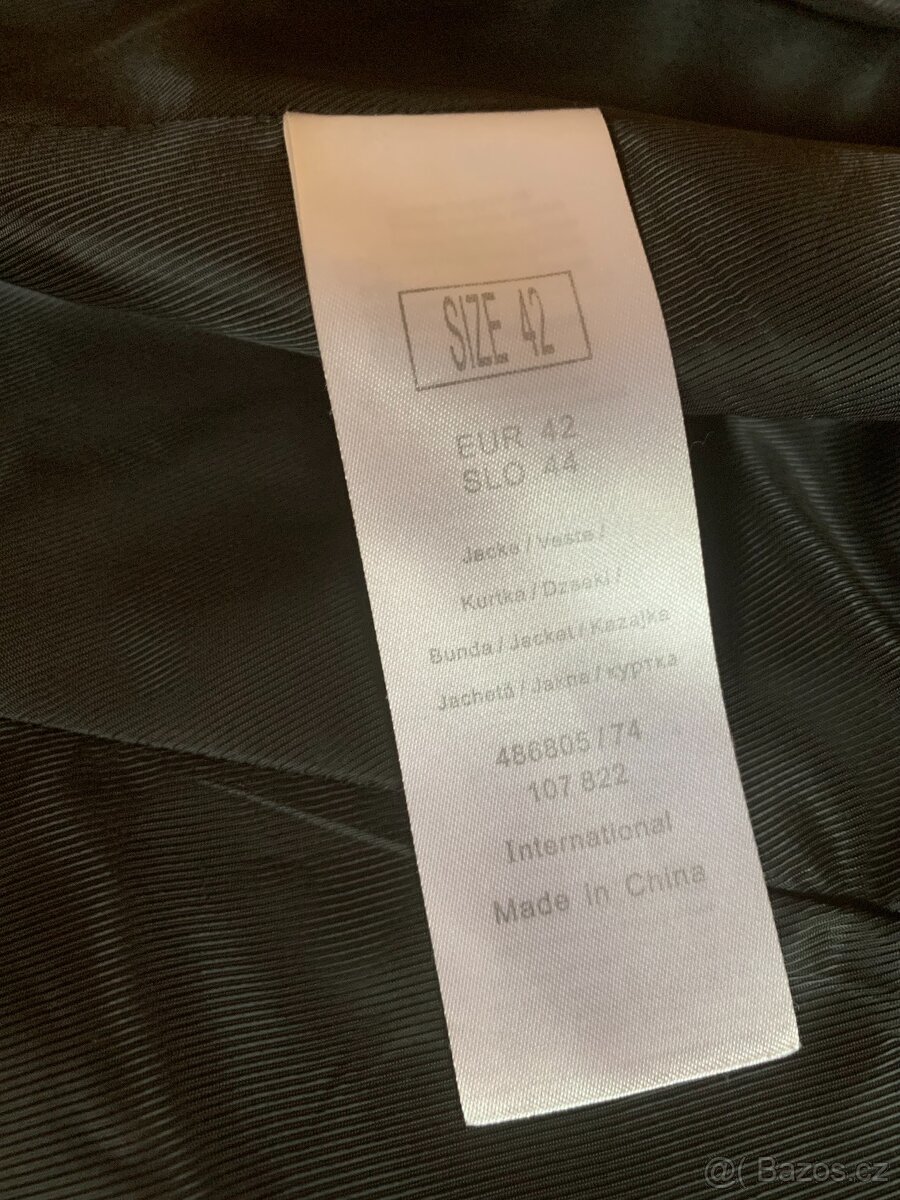 SIZE 42
EUR 42
SLO 44
Jacke / Veste /
Kurtka / Dzseki /
Bunda / Jacket / Kazajka
Jachetă / Jakna / куртка
486805 / 74
107 822
International
Made in China
@( Bazos.cz